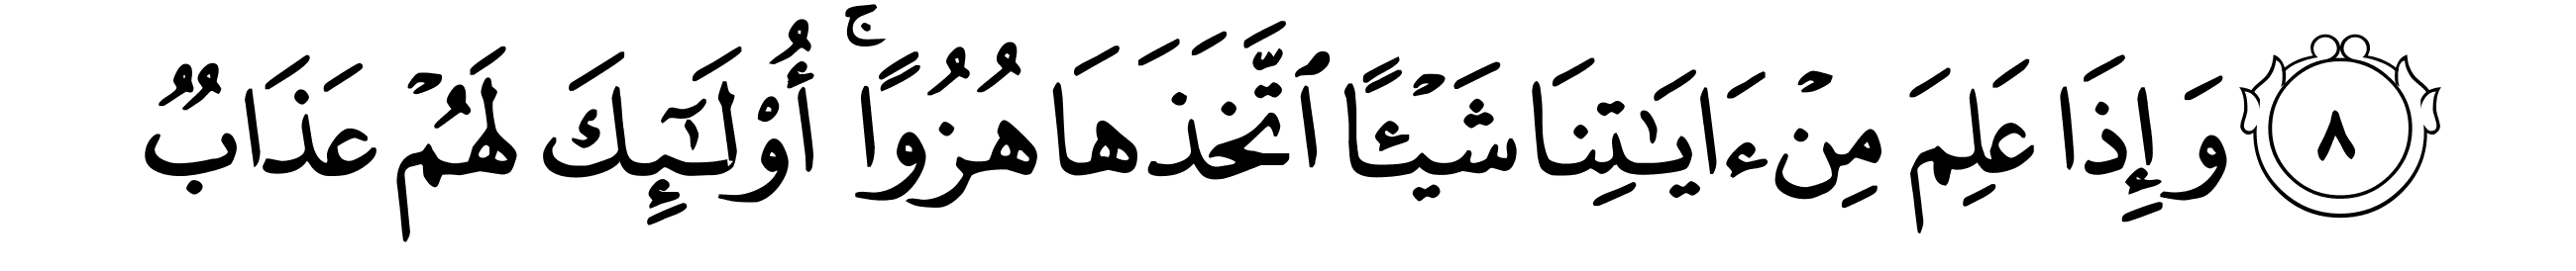 ٨ وَإِذَا عَلِمَ مِنْ ءَايَـٰتِنَا شَيْـًٔا ٱتَّخَذَهَا هُزُوًا ۚ أُو۟لَـٰٓئِكَ لَهُمْ عَذَابٌ